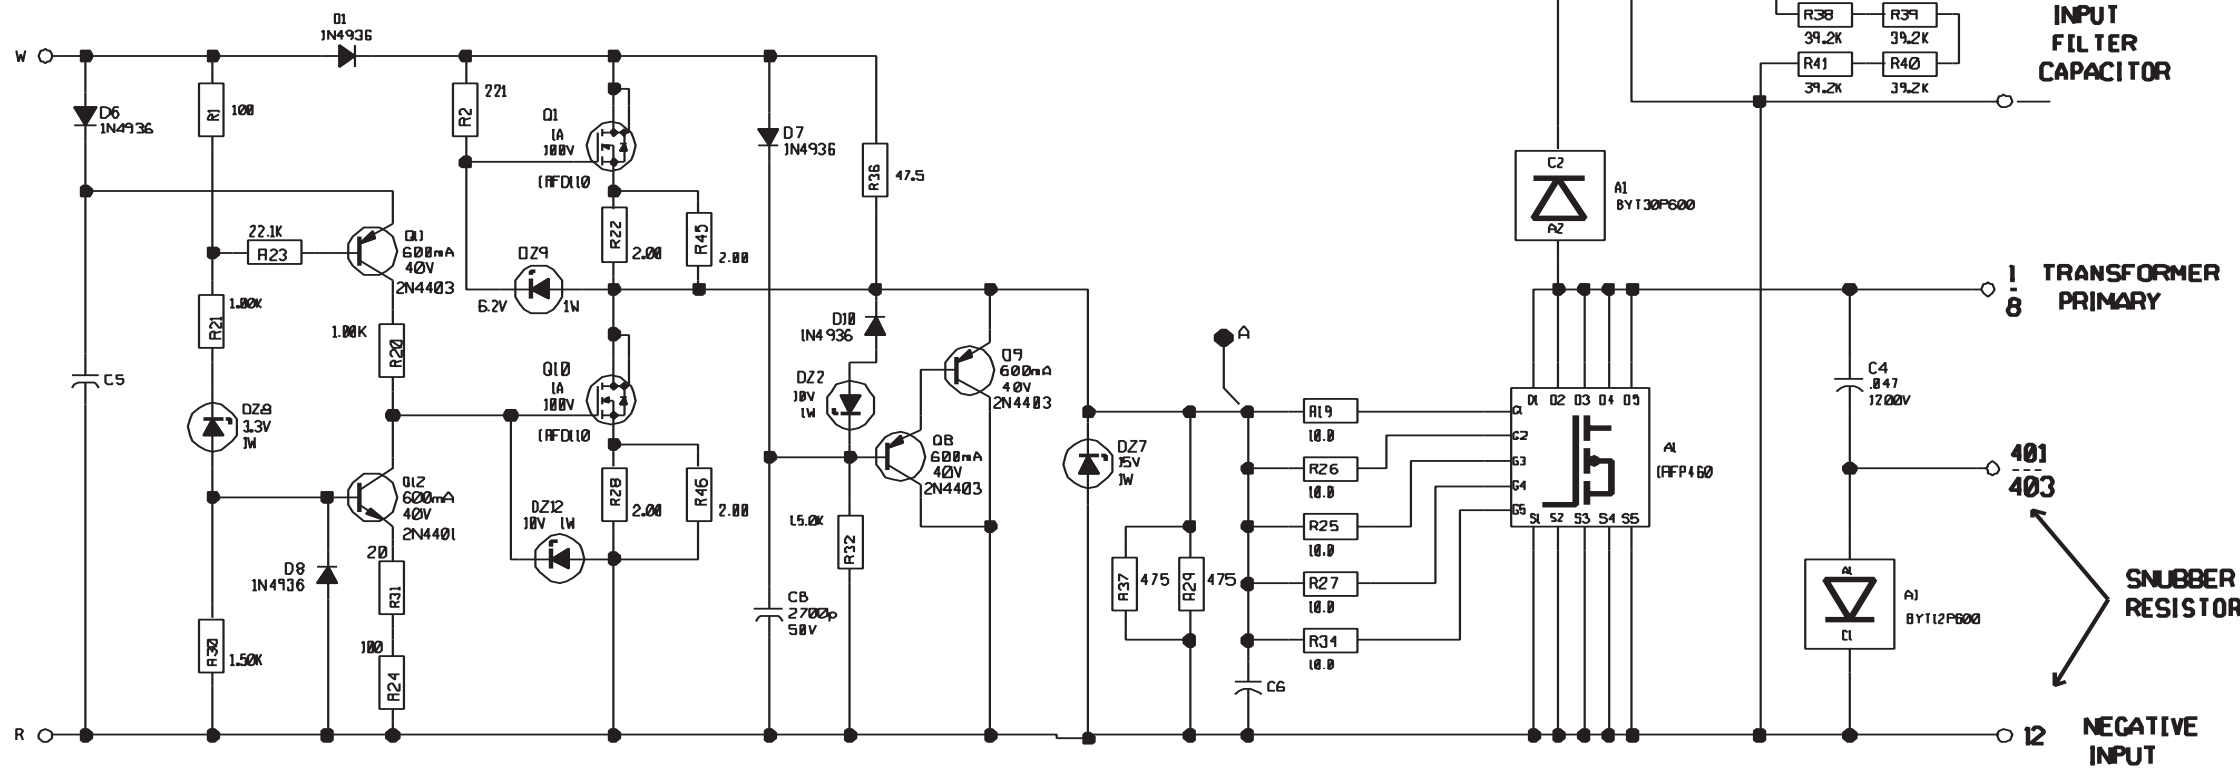 W
D1
1N4936
D6
1N4936
R1
100
R2
221
Q1
1A
100V
IRFD110
D7
1N4936
R36
47.5
22.1K
R23
Q11
600mA
40V
2N4403
R22
2.00
R45
2.00
DZ9
6.2V
1W
1.00K
R21
1.00K
R20
C5
DZ8
3.3V
1W
Q10
1A
100V
IRFD110
D10
1N4936
DZ2
10V
1W
Q9
600mA
40V
2N4403
Q8
600mA
40V
2N4403
Q12
600mA
40V
2N4401
R28
2.00
R46
2.00
DZ12
10V 1W
D8
1N4936
20
R31
100
R24
R30
1.50K
15.0K
R32
C8
2700p
50V
R
DZ7
15V
1W
R37
475
R29
475
A
R19
10.0
R26
10.0
R25
10.0
R27
10.0
R34
10.0
C6
D1 D2 D3 D4 D5
G1
G2
G3
G4
G5
S1 S2 S3 S4 S5
A1
IRFP460
C2
A2
A1
BYT30P600
R38
39.2K
R39
39.2K
R41
39.2K
R40
39.2K
INPUT
FILTER
CAPACITOR
1
-
8
TRANSFORMER
PRIMARY
C4
.047
1200V
401
---
403
A1
C1
A1
BYT12P600
SNUBBER
RESISTOR
12
NEGATIVE
INPUT